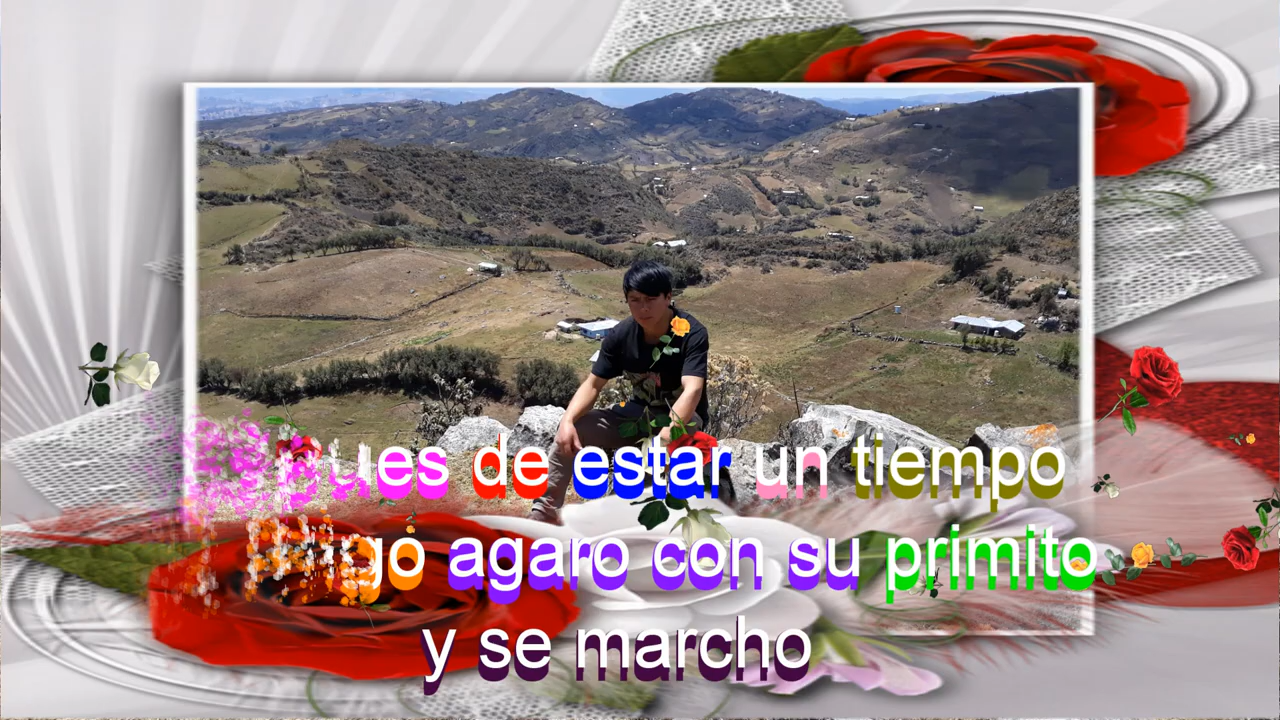 de estar un tiempo
agaro con su primito
y se marcho